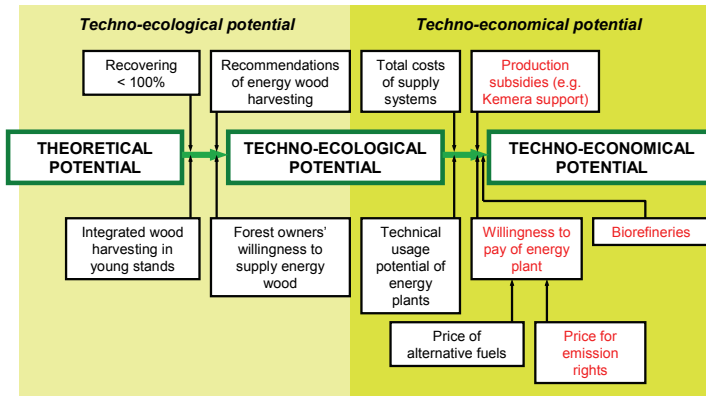 Techno-ecological potential
Techno-economical potential
Recovering
< 100%
Recommendations
of energy wood
harvesting
Total costs
of supply
systems
Production
subsidies (e.g.
Kemera support)
THEORETICAL
POTENTIAL
TECHNO-ECOLOGICAL
POTENTIAL
TECHNO-ECONOMICAL
POTENTIAL
Integrated wood
harvesting in
young stands
Forest owners’
willingness to
supply energy
wood
Technical
usage
potential of
energy
plants
Willingness to
pay of energy
plant
Biorefineries
Price of
alternative fuels
Price for
emission
rights